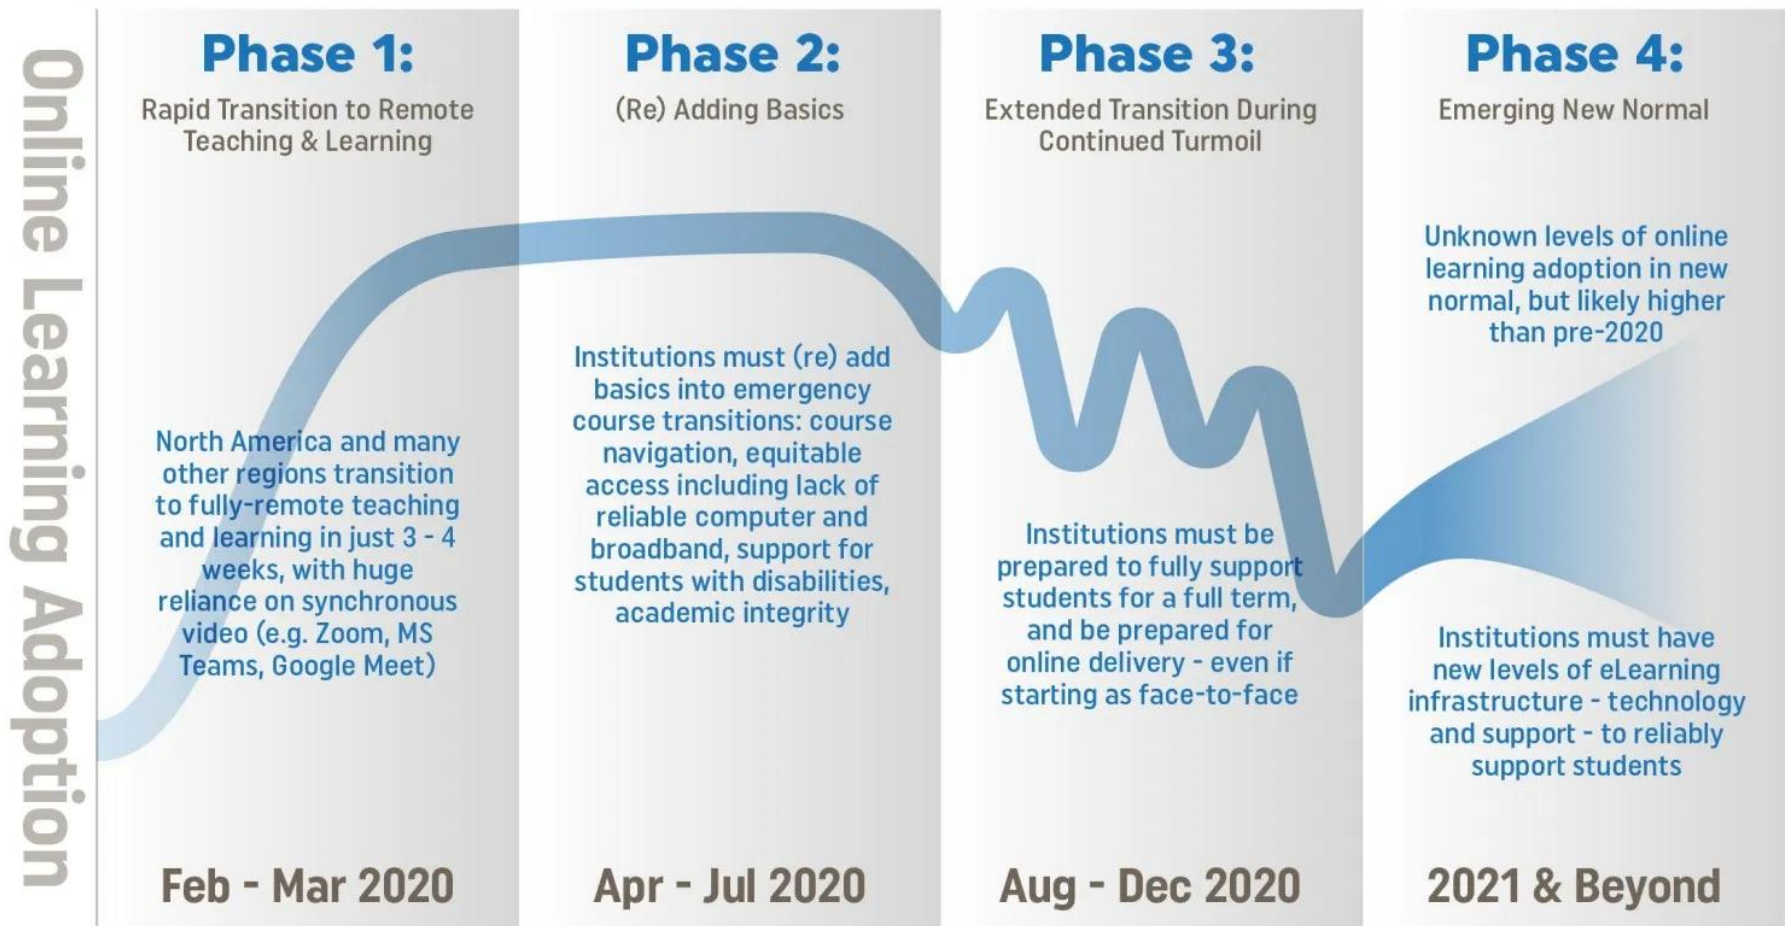 Online Learning Adoption
Phase 1:
Rapid Transition to Remote
Teaching & Learning
North America and many
other regions transition
to fully-remote teaching
and learning in just 3 - 4
weeks, with huge
reliance on synchronous
video (e.g. Zoom, MS
Teams, Google Meet)
Feb - Mar 2020
Phase 2:
(Re) Adding Basics
Institutions must (re) add
basics into emergency
course transitions: course
navigation, equitable
access including lack of
reliable computer and
broadband, support for
students with disabilities,
academic integrity
Apr - Jul 2020
Phase 3:
Extended Transition During
Continued Turmoil
Institutions must be
prepared to fully support
students for a full term,
and be prepared for
online delivery - even if
starting as face-to-face
Aug - Dec 2020
Phase 4:
Emerging New Normal
Unknown levels of online
learning adoption in new
normal, but likely higher
than pre-2020
Institutions must have
new levels of eLearning
infrastructure - technology
and support - to reliably
support students
2021 & Beyond